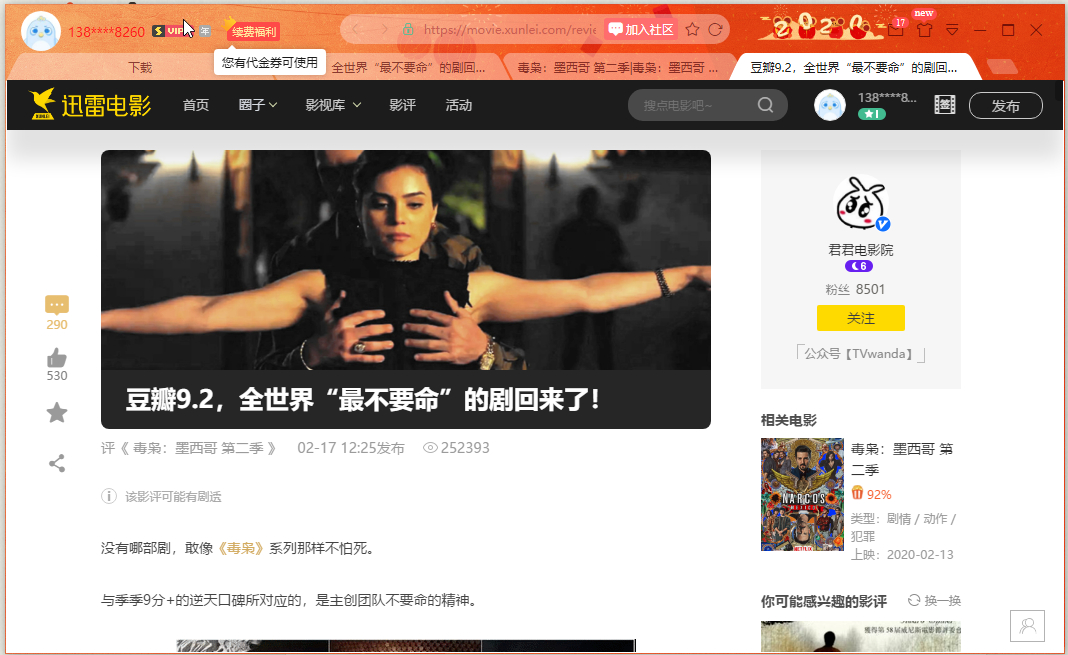 138****8260 VIP 年 续费福利
https://movie.xunlei.com/revie 加入社区
2020
17 new
您有代金券可使用
下载
全世界“最不要命”的剧回...
毒枭：墨西哥 第二季|毒枭：墨西哥 ...
豆瓣9.2，全世界“最不要命”的剧回...
迅雷电影 首页 圈子 影视库 影评 活动
搜点电影吧~
138****8...
1
签
发布
豆瓣9.2，全世界“最不要命”的剧回来了！
290
530
评《 毒枭：墨西哥 第二季 》 02-17 12:25发布 252393
该影评可能有剧透
没有哪部剧，敢像《毒枭》系列那样不怕死。
与季季9分+的逆天口碑所对应的，是主创团队不要命的精神。
君君电影院
6
粉丝 8501
关注
公众号【TVwanda】
相关电影
NARCOS
MEXICO
NETFLIX
毒枭：墨西哥 第
二季
92%
类型：剧情 / 动作 /
犯罪
上映：2020-02-13
你可能感兴趣的影评 换一换